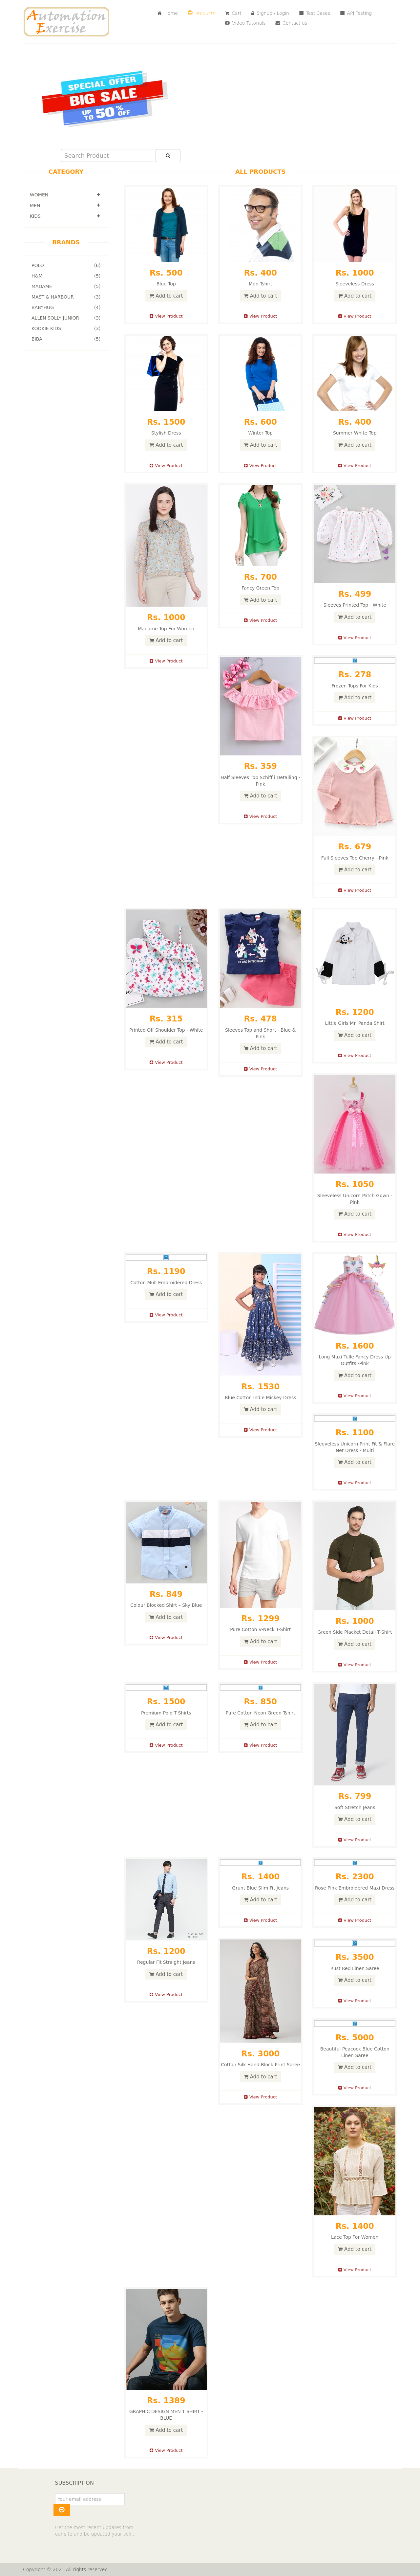 Automation
Exercise
Home
Products
Cart
Signup / Login
Test Cases
API Testing
Video Tutorials
Contact us
SPECIAL OFFER
BIG SALE
UP TO 50% OFF
Search Product
CATEGORY
WOMEN
MEN
KIDS
BRANDS
POLO (6)
H&M (5)
MADAME (5)
MAST & HARBOUR (3)
BABYHUG (4)
ALLEN SOLLY JUNIOR (3)
KOOKIE KIDS (3)
BIBA (5)
ALL PRODUCTS
Rs. 500
Blue Top
Add to cart
View Product
Rs. 400
Men Tshirt
Add to cart
View Product
Rs. 1000
Sleeveless Dress
Add to cart
View Product
Rs. 1500
Stylish Dress
Add to cart
View Product
Rs. 600
Winter Top
Add to cart
View Product
Rs. 400
Summer White Top
Add to cart
View Product
Rs. 1000
Madame Top For Women
Add to cart
View Product
Rs. 700
Fancy Green Top
Add to cart
View Product
Rs. 499
Sleeves Printed Top - White
Add to cart
View Product
Rs. 359
Half Sleeves Top Schiffli Detailing -
Pink
Add to cart
View Product
Rs. 278
Frozen Tops For Kids
Add to cart
View Product
Rs. 679
Full Sleeves Top Cherry - Pink
Add to cart
View Product
Rs. 315
Printed Off Shoulder Top - White
Add to cart
View Product
Rs. 478
Sleeves Top and Short - Blue &
Pink
Add to cart
View Product
Rs. 1200
Little Girls Mr. Panda Shirt
Add to cart
View Product
Rs. 1050
Sleeveless Unicorn Patch Gown -
Pink
Add to cart
View Product
Rs. 1190
Cotton Mull Embroidered Dress
Add to cart
View Product
Rs. 1530
Blue Cotton Indie Mickey Dress
Add to cart
View Product
Rs. 1600
Long Maxi Tulle Fancy Dress Up
Outfits -Pink
Add to cart
View Product
Rs. 1100
Sleeveless Unicorn Print Fit & Flare
Net Dress - Multi
Add to cart
View Product
Rs. 849
Colour Blocked Shirt – Sky Blue
Add to cart
View Product
Rs. 1299
Pure Cotton V-Neck T-Shirt
Add to cart
View Product
Rs. 1000
Green Side Placket Detail T-Shirt
Add to cart
View Product
Rs. 1500
Premium Polo T-Shirts
Add to cart
View Product
Rs. 850
Pure Cotton Neon Green Tshirt
Add to cart
View Product
Rs. 799
Soft Stretch Jeans
Add to cart
View Product
Rs. 1200
Regular Fit Straight Jeans
Add to cart
View Product
Rs. 1400
Grunt Blue Slim Fit Jeans
Add to cart
View Product
Rs. 2300
Rose Pink Embroidered Maxi Dress
Add to cart
View Product
Rs. 3000
Cotton Silk Hand Block Print Saree
Add to cart
View Product
Rs. 3500
Rust Red Linen Saree
Add to cart
View Product
Rs. 5000
Beautiful Peacock Blue Cotton
Linen Saree
Add to cart
View Product
Rs. 1400
Lace Top For Women
Add to cart
View Product
Rs. 1389
GRAPHIC DESIGN MEN T SHIRT -
BLUE
Add to cart
View Product
SUBSCRIPTION
Your email address
Get the most recent updates from
our site and be updated your self...
Copyright © 2021 All rights reserved